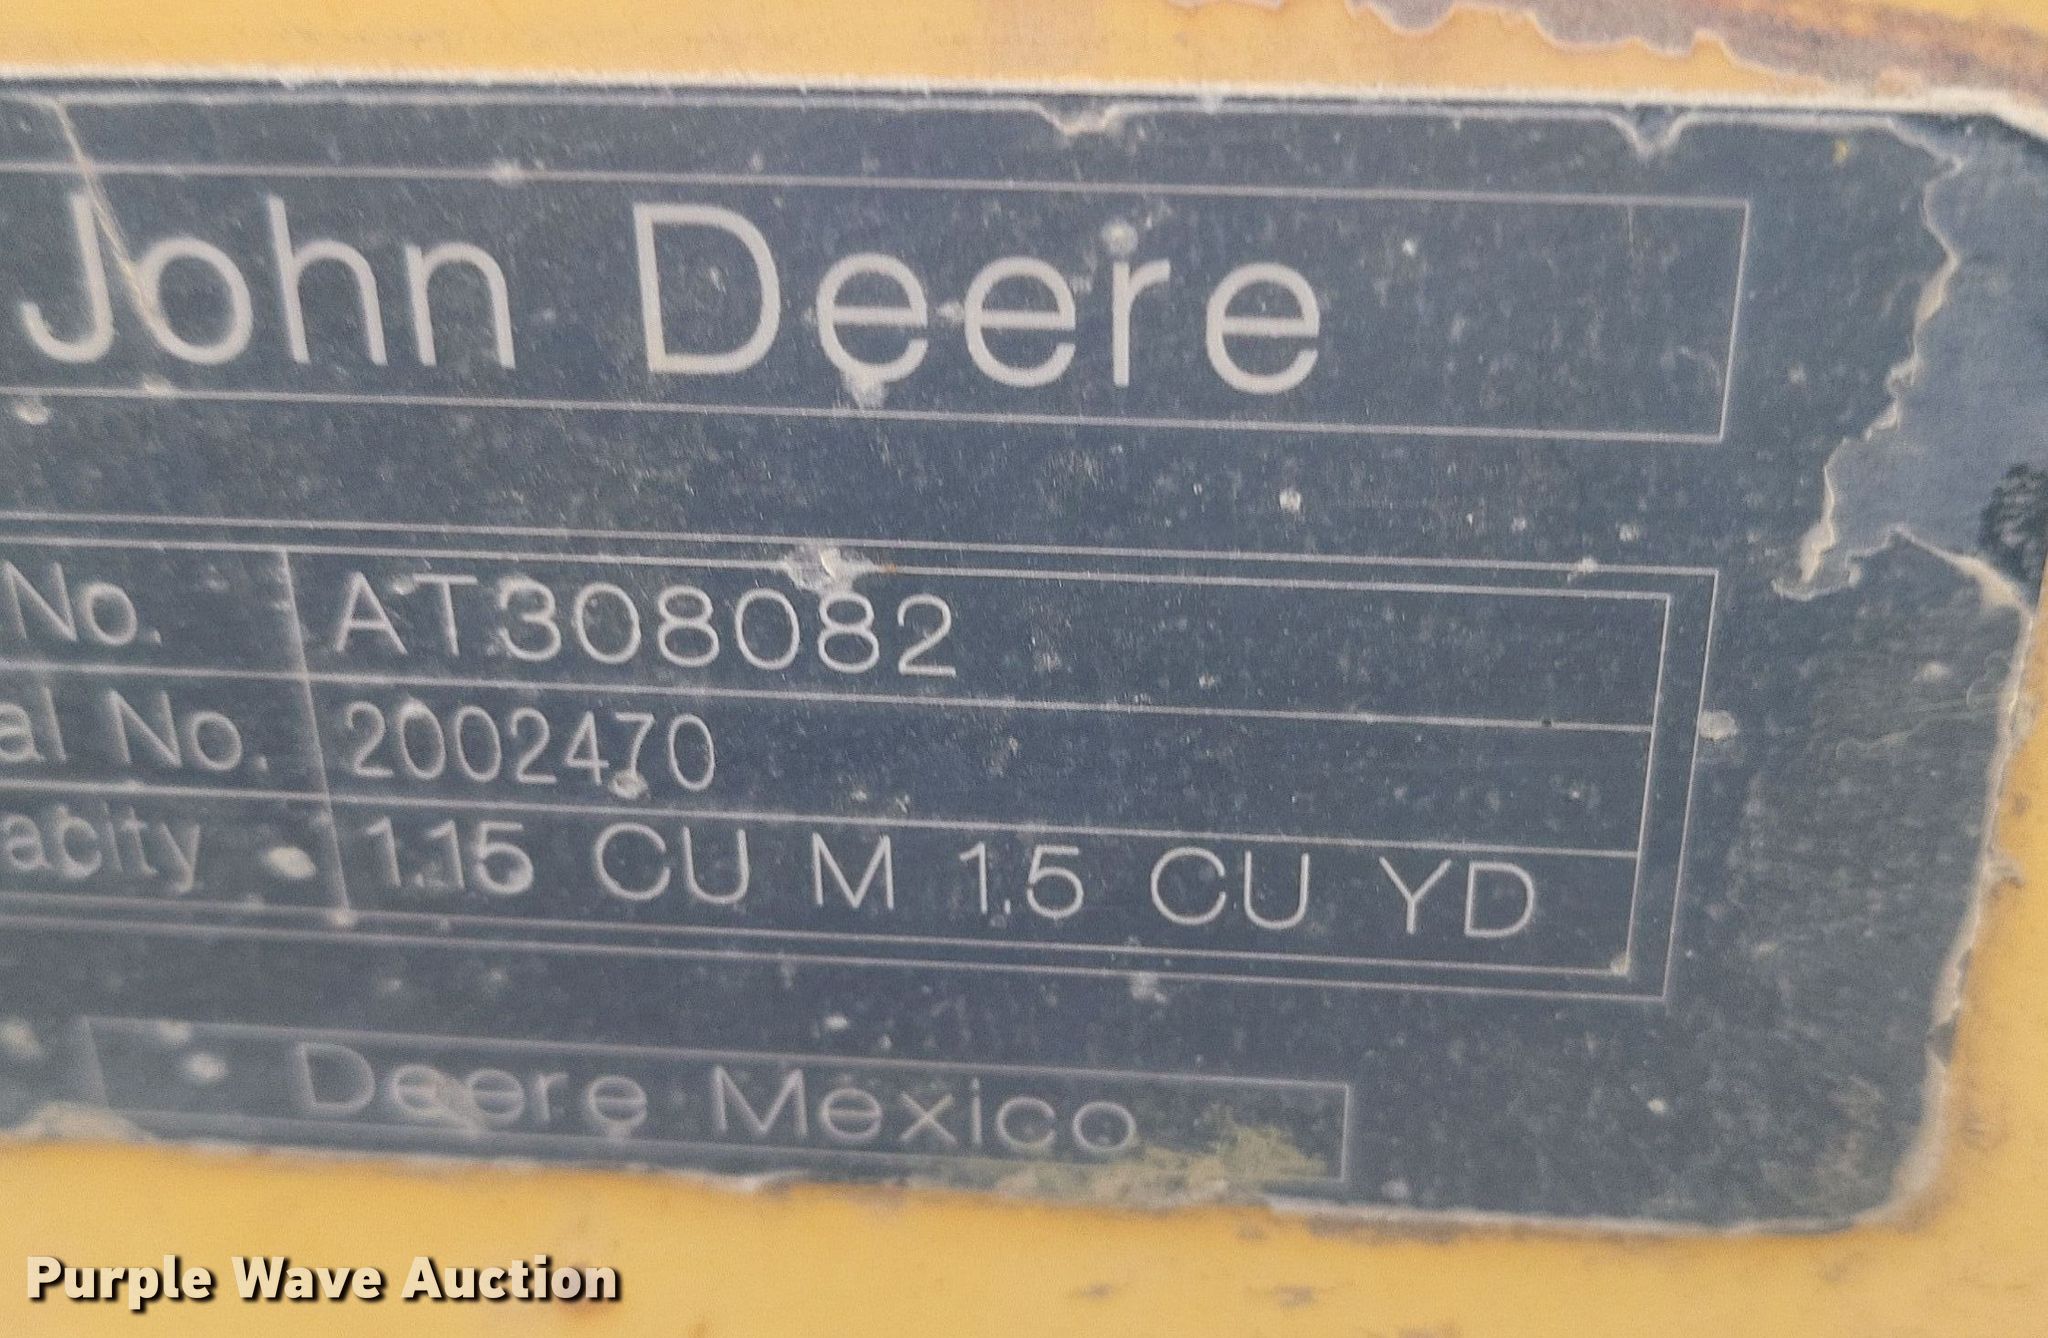 John Deere
No. AT308082
al No. 2002470
acity 1.15 CU M 1.5 CU YD
Deere Mexico
Purple Wave Auction